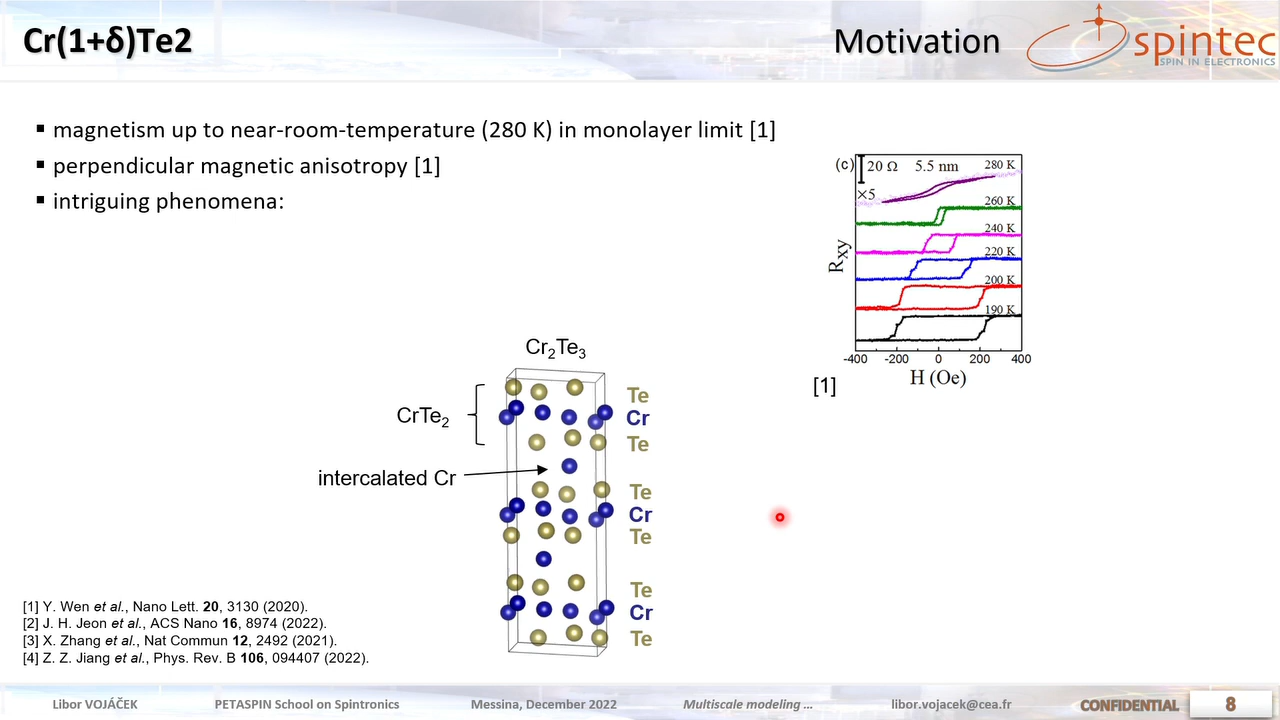 Cr(1+δ)Te2
Motivation
spintec
SPIN IN ELECTRONICS
▪ magnetism up to near-room-temperature (280 K) in monolayer limit [1]
▪ perpendicular magnetic anisotropy [1]
▪ intriguing phenomena:
(c) 20 Ω 5.5 nm 280 K
×5
260 K
240 K
220 K
200 K
190 K
Rxy
-400 -200 0 200 400
H (Oe)
[1]
Cr2Te3
CrTe2
intercalated Cr
Te
Cr
Te
Te
Cr
Te
Te
Cr
Te
[1] Y. Wen et al., Nano Lett. 20, 3130 (2020).
[2] J. H. Jeon et al., ACS Nano 16, 8974 (2022).
[3] X. Zhang et al., Nat Commun 12, 2492 (2021).
[4] Z. Z. Jiang et al., Phys. Rev. B 106, 094407 (2022).
Libor VOJÁČEK PETASPIN School on Spintronics Messina, December 2022 Multiscale modeling ... libor.vojacek@cea.fr CONFIDENTIAL 8